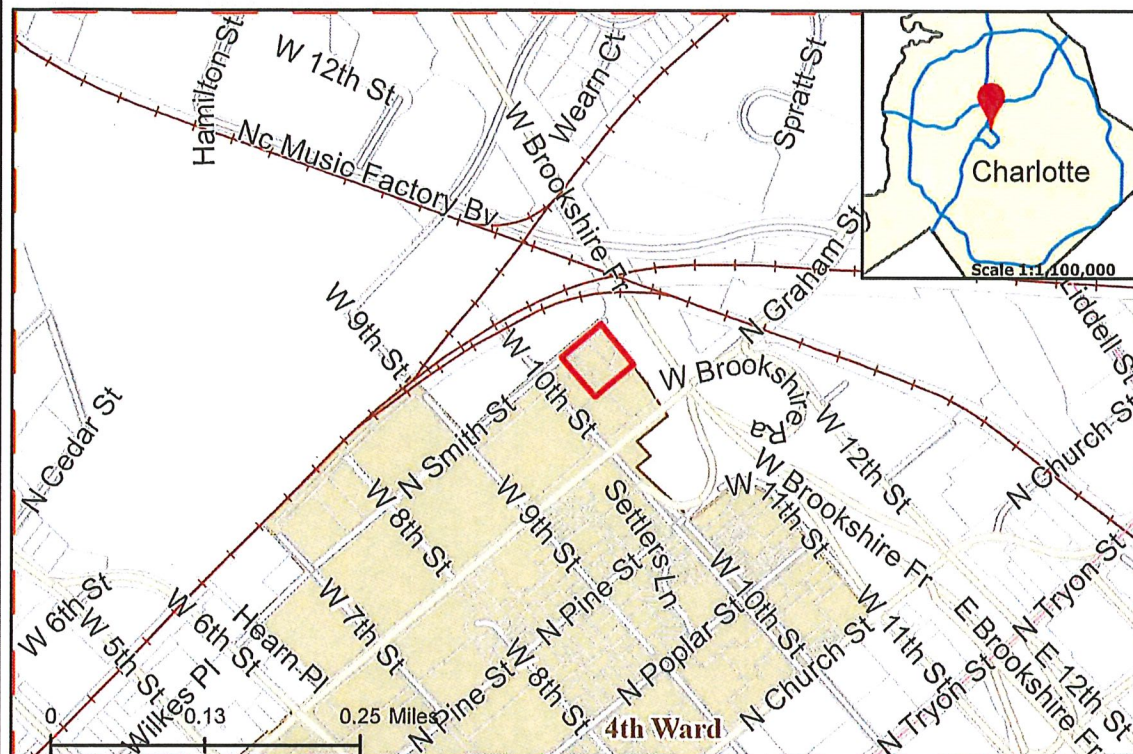 Hamilton St
W 12th St
Wearn Ct
Spratt St
Nc Music Factory Bv
W Brookshire Fr
N Graham St
Charlotte
Scale 1:1,100,000
Liddell St
W 9th St
W 10th St
W Brookshire Ra
W 12th St
N Church St
N Cedar St
N Smith St
W 8th St
W 9th St
Settlers Ln
W 11th St
W Brookshire Fr
N Tryon St
W 6th St
W 5th St
W 6th St
Hearn Pl
Wilkes Pl
W 7th St
N Pine St
N Pine St
W 8th St
N Poplar St
W 10th St
N Church St
W 11th St
N Tryon St
E Brookshire Fr
E 12th St
0 0.13 0.25 Miles
4th Ward